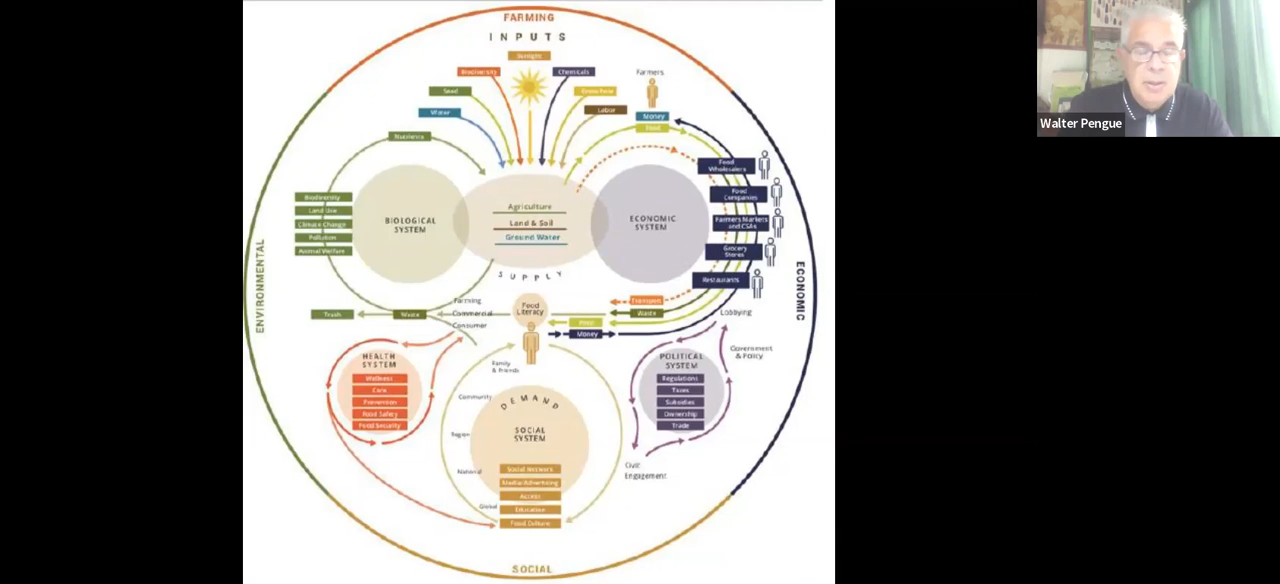 FARMING
INPUTS
Sunlight
Biodiversity
Chemicals
Farmers
Seed
Know-how
Labor
Water
Money
Food
Nutrients
Food
Wholesalers
Food
Companies
Farmers Markets
and CSAs
Grocery
Stores
Restaurants
Biodiversity
Land Use
Climate Change
Pollution
Animal Welfare
BIOLOGICAL
SYSTEM
Agriculture
Land & Soil
Ground Water
ECONOMIC
SYSTEM
SUPPLY
ENVIRONMENTAL
ECONOMIC
Farming
Commercial
Consumer
Trash
Waste
Food
Literacy
Transport
Waste
Food
Money
Lobbying
Government
& Policy
HEALTH
SYSTEM
Wellness
Care
Prevention
Food Safety
Food Security
Family
& Friends
Community
Region
National
Global
DEMAND
SOCIAL
SYSTEM
Social Network
Media/Advertising
Access
Education
Food Culture
POLITICAL
SYSTEM
Regulations
Taxes
Subsidies
Ownership
Trade
Civic
Engagement
SOCIAL
Walter Pengue